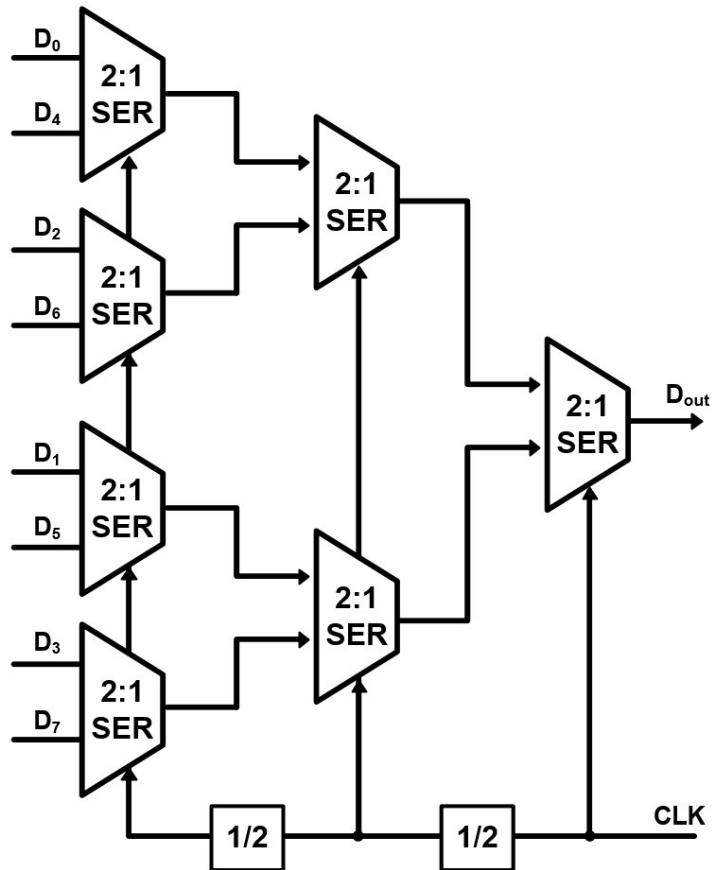 D₀
2:1
SER
D₄
D₂
2:1
SER
D₆
D₁
2:1
SER
D₅
D₃
2:1
SER
D₇
2:1
SER
2:1
SER
2:1
SER
Dout
1/2
1/2
CLK